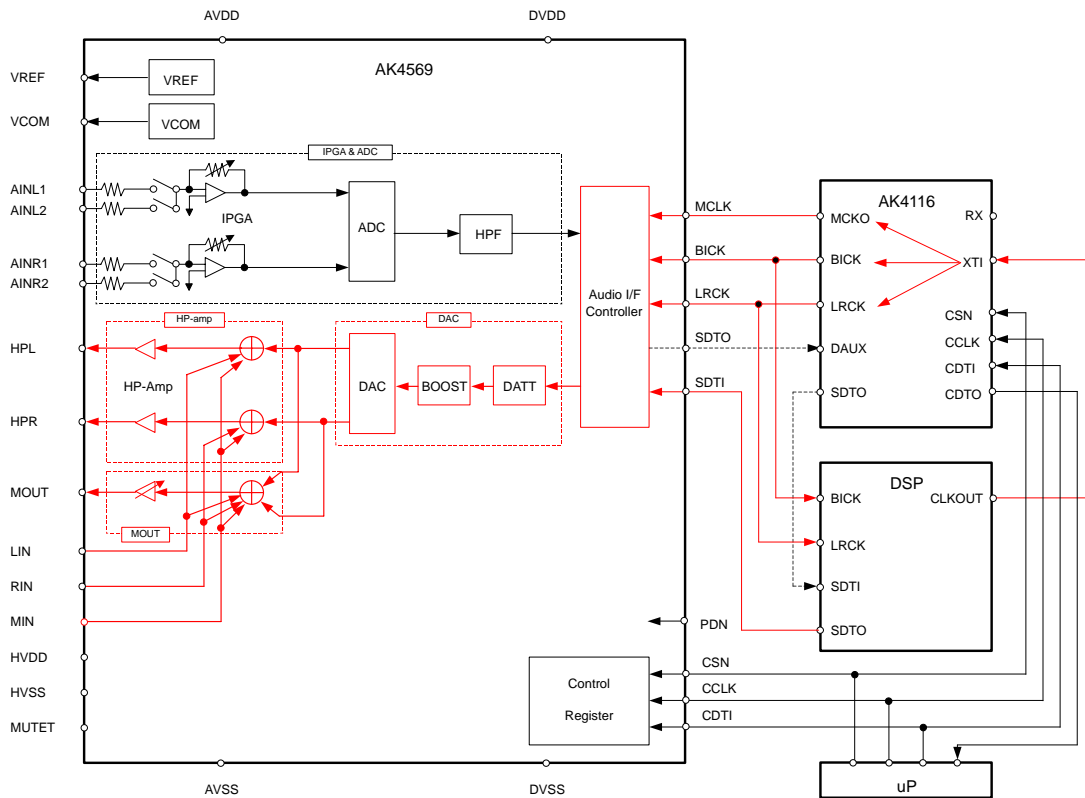 AVDD
DVDD
AK4569
VREF
VREF
VCOM
VCOM
IPGA & ADC
AINL1
AINL2
IPGA
ADC
HPF
AINR1
AINR2
Audio I/F
Controller
MCLK
BICK
LRCK
SDTO
SDTI
AK4116
MCKO
RX
BICK
XTI
LRCK
CSN
CCLK
DAUX
CDTI
SDTO
CDTO
HP-amp
DAC
HPL
HP-Amp
DAC
BOOST
DATT
HPR
MOUT
MOUT
LIN
RIN
MIN
HVDD
HVSS
MUTET
DSP
BICK
CLKOUT
LRCK
SDTI
SDTO
PDN
CSN
CCLK
CDTI
Control
Register
AVSS
DVSS
uP